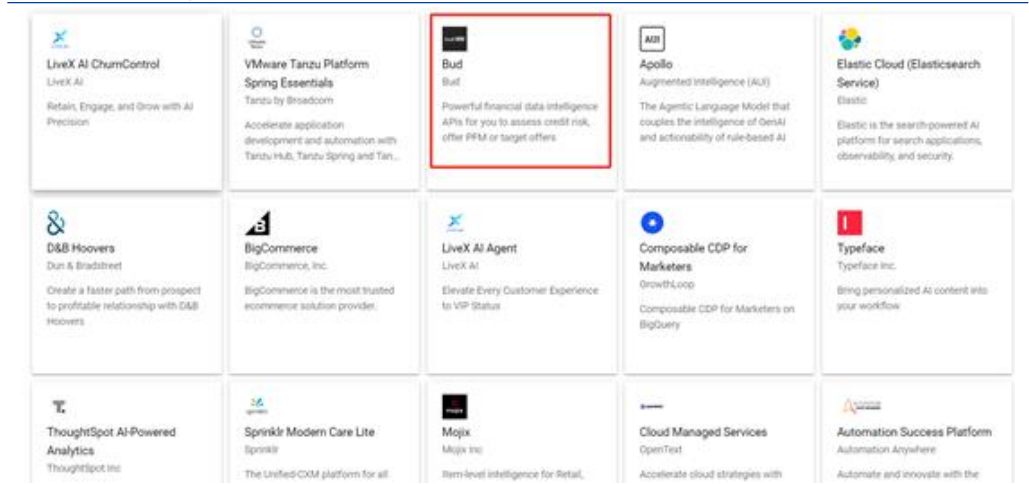 LiveX AI ChurnControl
LiveX AI
Retain, Engage, and Grow with AI
Precision
VMware Tanzu Platform
Spring Essentials
Tanzu by Broadcom
Accelerate application
development and automation with
Tanzu Hub, Tanzu Spring and Tan...
Bud
Bud
Powerful financial data intelligence
APIs for you to assess credit risk,
offer PFM or target offers
AUI
Apollo
Augmented Intelligence (AUI)
The Agentic Language Model that
couples the intelligence of GenAI
and actionability of rule-based AI
Elastic Cloud (Elasticsearch
Service)
Elastic
Elastic is the search-powered AI
platform for search applications,
observability, and security.
D&B Hoovers
Dun & Bradstreet
Create a faster path from prospect
to profitable relationship with D&B
Hoovers
BigCommerce
BigCommerce, Inc.
BigCommerce is the most trusted
ecommerce solution provider.
LiveX AI Agent
LiveX AI
Elevate Every Customer Experience
to VIP Status
Composable CDP for
Marketers
GrowthLoop
Composable CDP for Marketers on
BigQuery
Typeface
Typeface Inc.
Bring personalized AI content into
your workflow
ThoughtSpot AI-Powered
Analytics
ThoughtSpot Inc
Sprinklr Modern Care Lite
Sprinklr
The Unified-CXM platform for all
mojix
Mojix
Mojix Inc
Item-level intelligence for Retail,
Cloud Managed Services
OpenText
Accelerate cloud strategies with
Automation Success Platform
Automation Anywhere
Automate and innovate with the